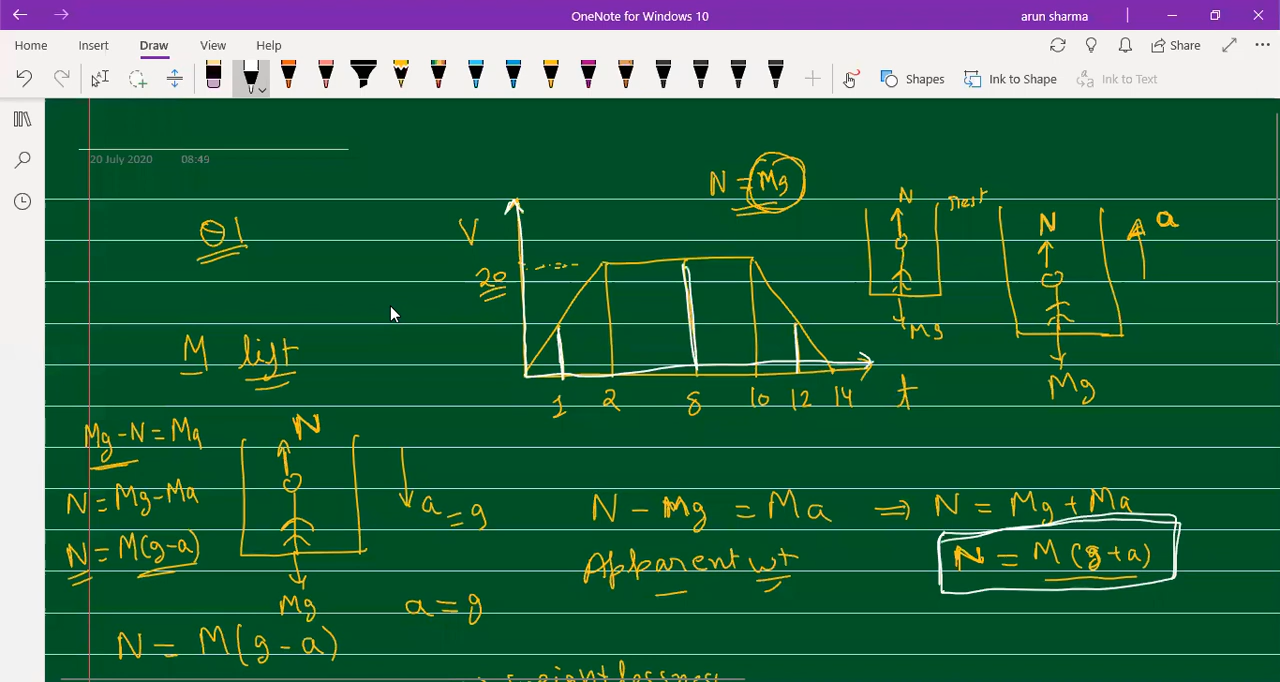 OneNote for Windows 10
arun sharma
Home Insert Draw View Help
Share
Shapes
Ink to Shape
Ink to Text
20 July 2020 08:49
N = Mg
θ1
V
20
1 2 8 10 12 14 t
N
rest
Mg
N
a
Mg
M lift
Mg-N=Ma
N=Mg-Ma
N=M(g-a)
N
Mg
a=g
a=g
N = M(g-a)
N - Mg = Ma ⇒ N = Mg+Ma
Apparent wt
N = M(g+a)